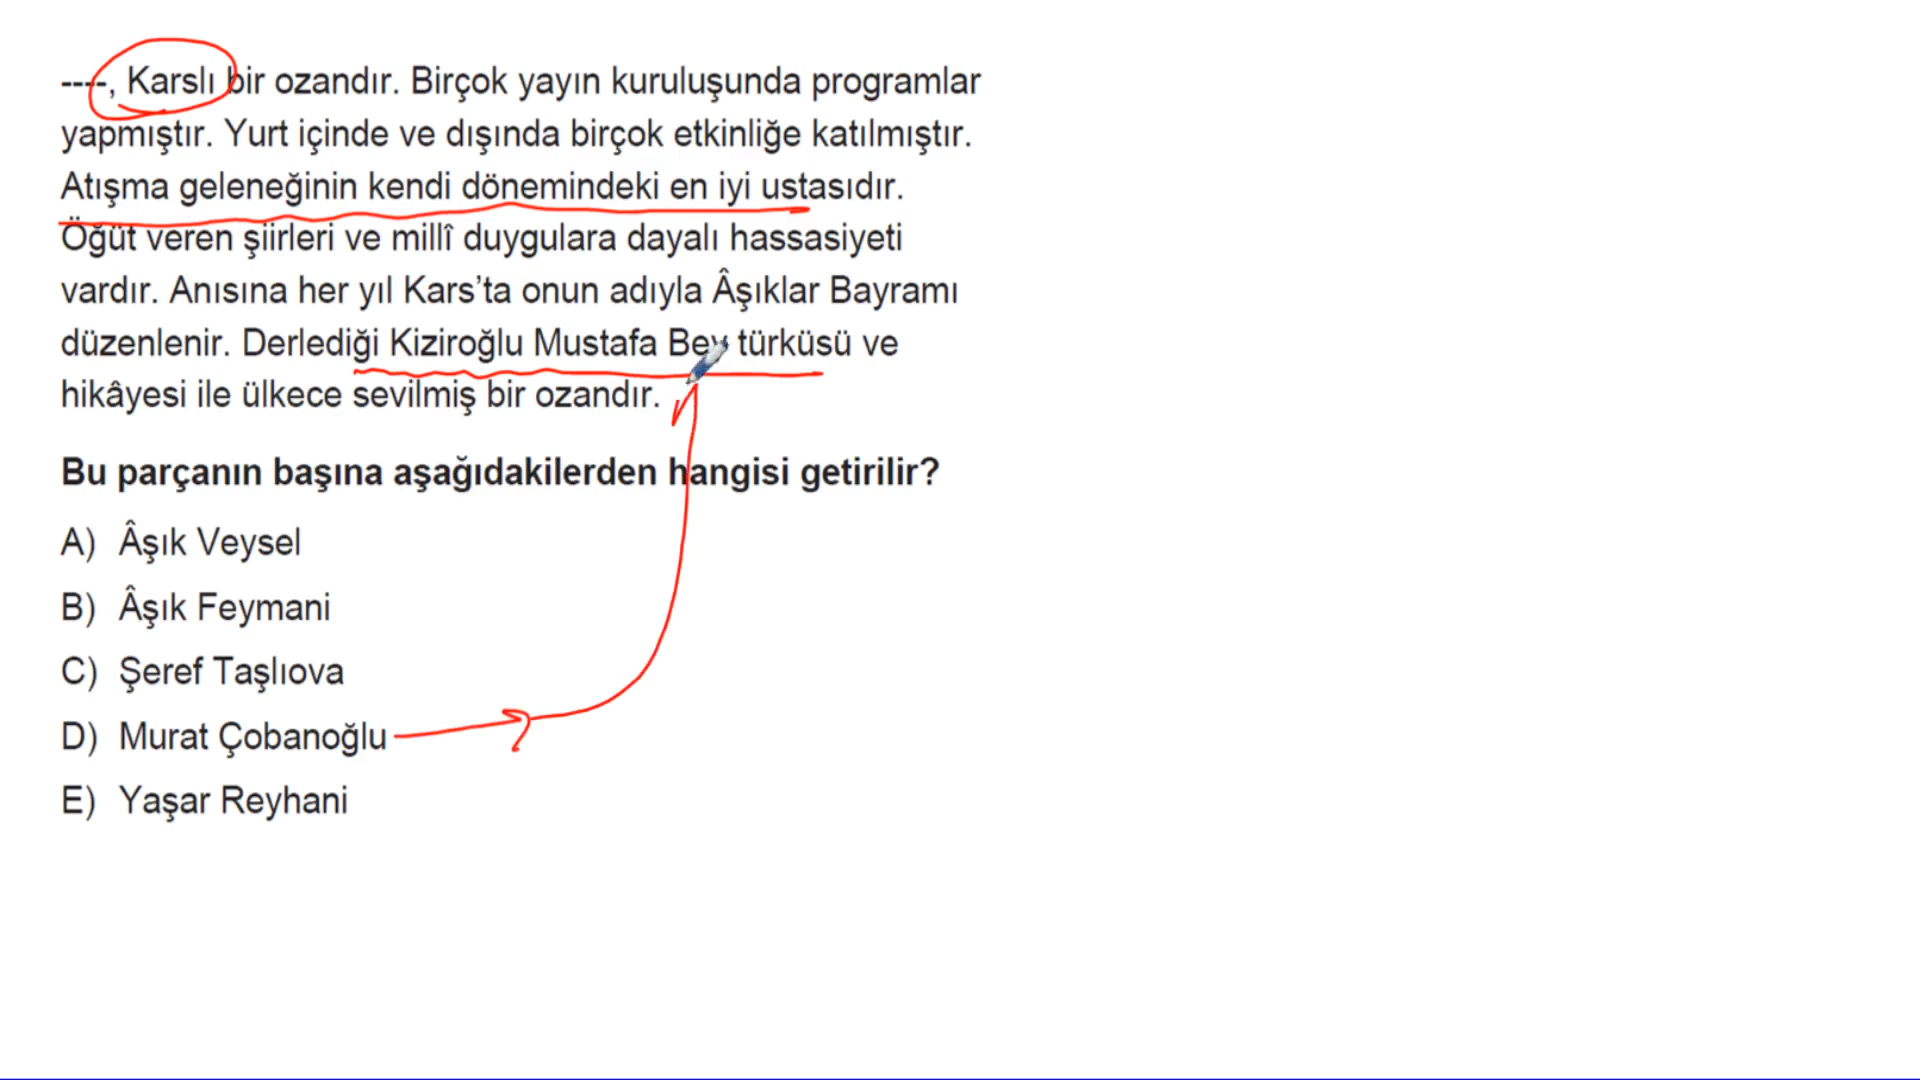 ----, Karslı bir ozandır. Birçok yayın kuruluşunda programlar
yapmıştır. Yurt içinde ve dışında birçok etkinliğe katılmıştır.
Atışma geleneğinin kendi dönemindeki en iyi ustasıdır.
Öğüt veren şiirleri ve millî duygulara dayalı hassasiyeti
vardır. Anısına her yıl Kars’ta onun adıyla Âşıklar Bayramı
düzenlenir. Derlediği Kiziroğlu Mustafa Bey türküsü ve
hikâyesi ile ülkece sevilmiş bir ozandır.
Bu parçanın başına aşağıdakilerden hangisi getirilir?
A) Âşık Veysel
B) Âşık Feymani
C) Şeref Taşlıova
D) Murat Çobanoğlu
E) Yaşar Reyhani